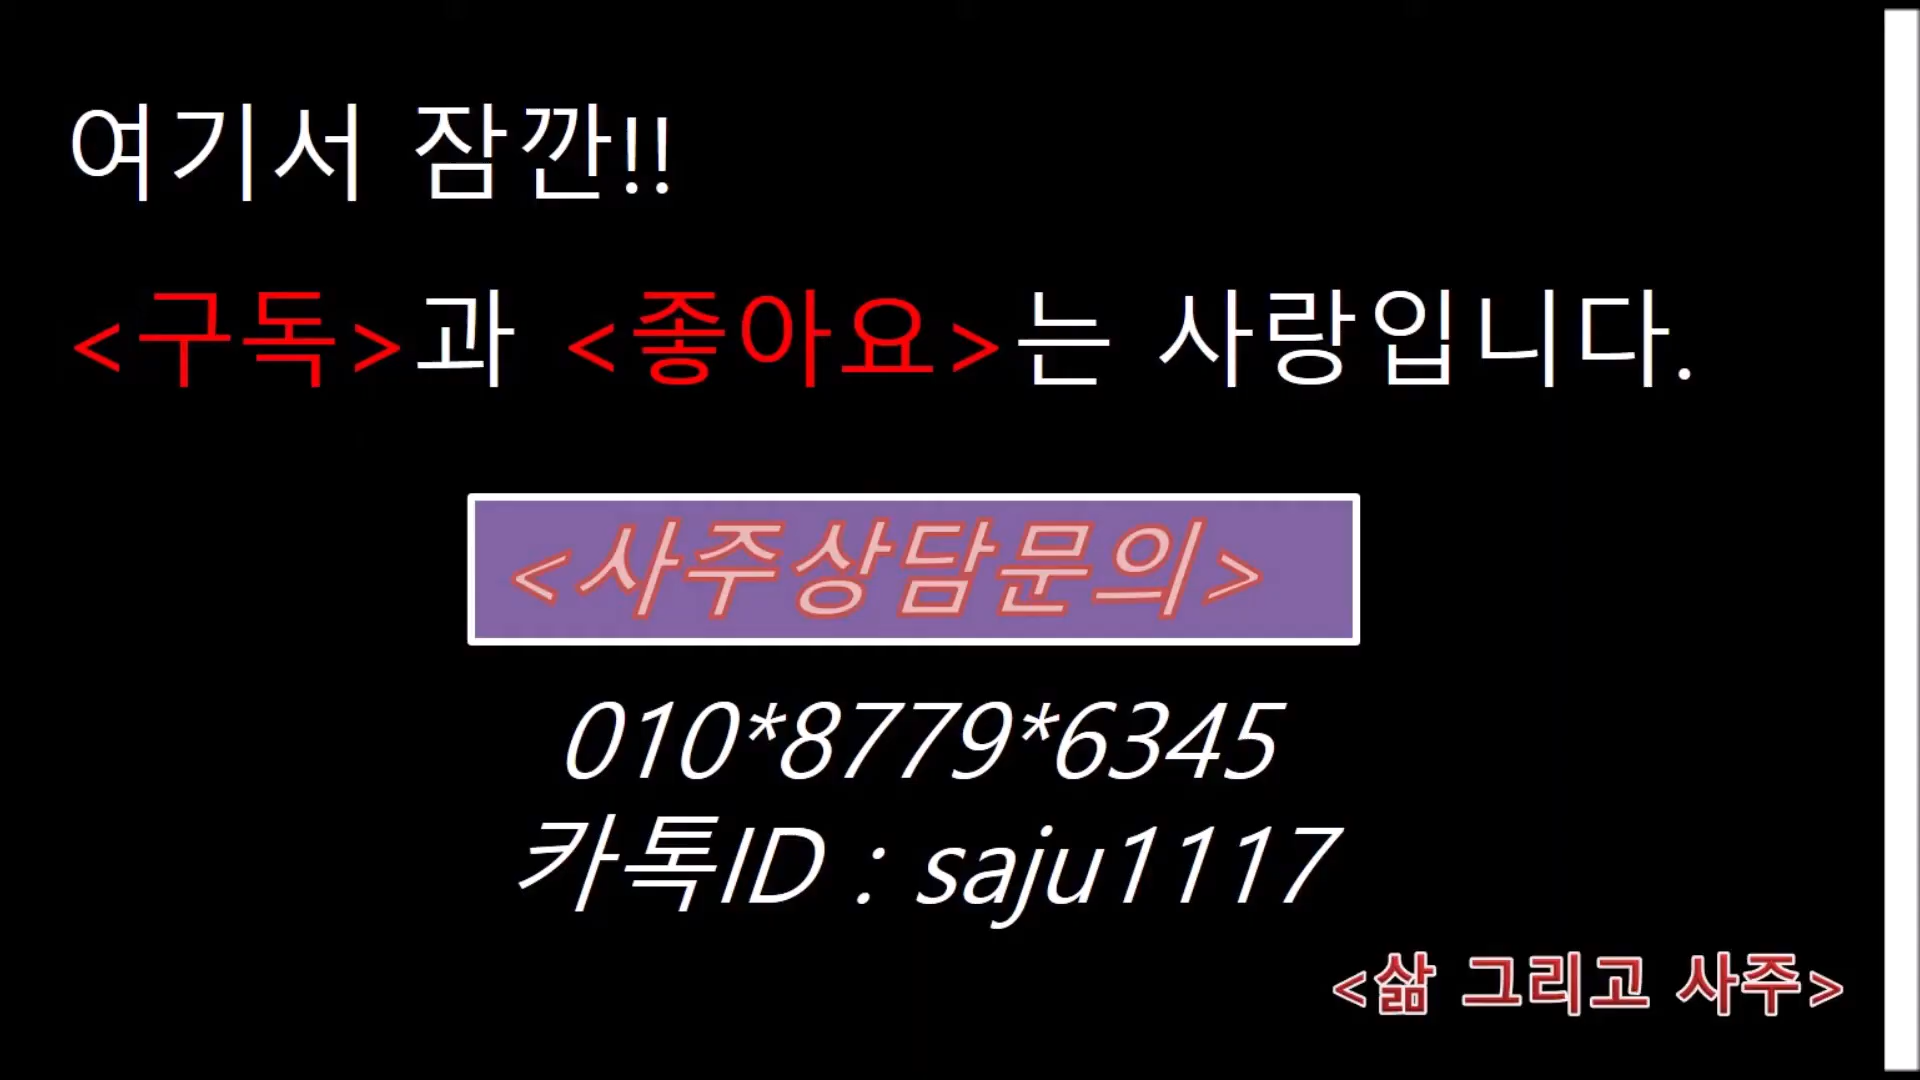 여기서 잠깐!!
<구독>과 <좋아요>는 사랑입니다.
<사주상담문의>
010*8779*6345
카톡ID : saju1117
<삶 그리고 사주>